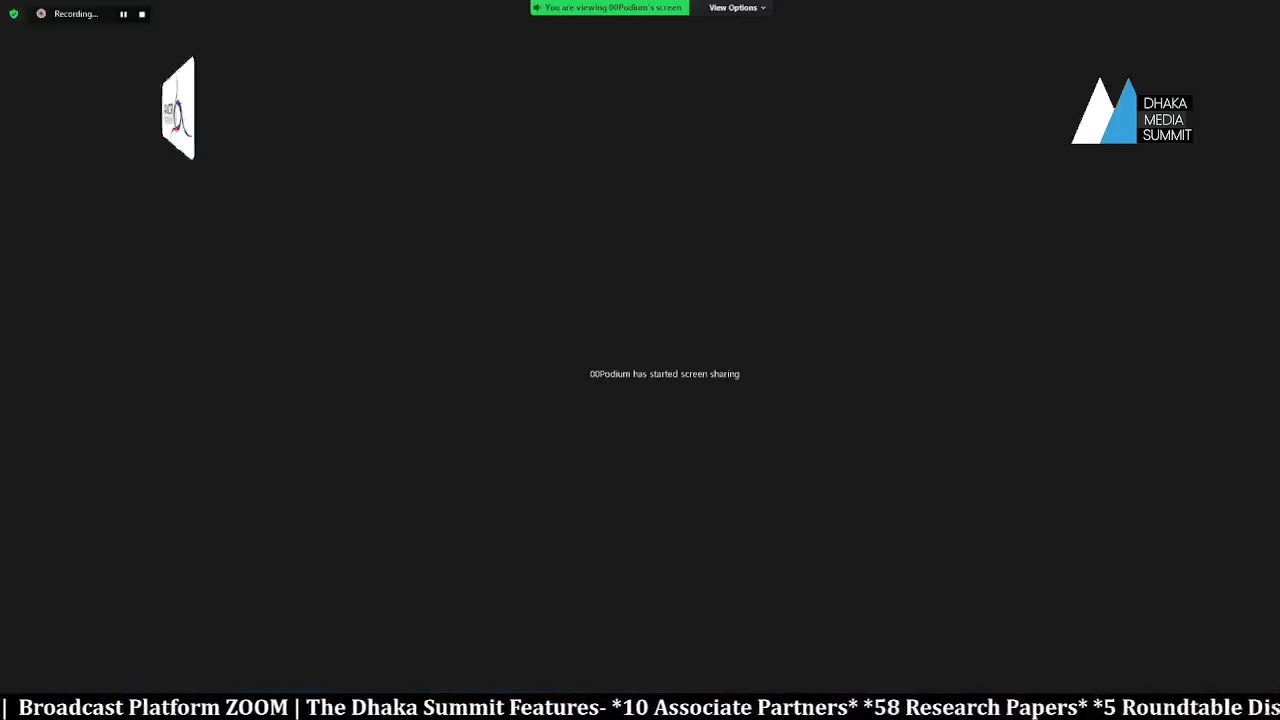 Recording...
You are viewing 00Podium's screen
View Options
DHAKA
MEDIA
SUMMIT
00Podium has started screen sharing
| Broadcast Platform ZOOM | The Dhaka Summit Features- *10 Associate Partners* *58 Research Papers* *5 Roundtable Dis